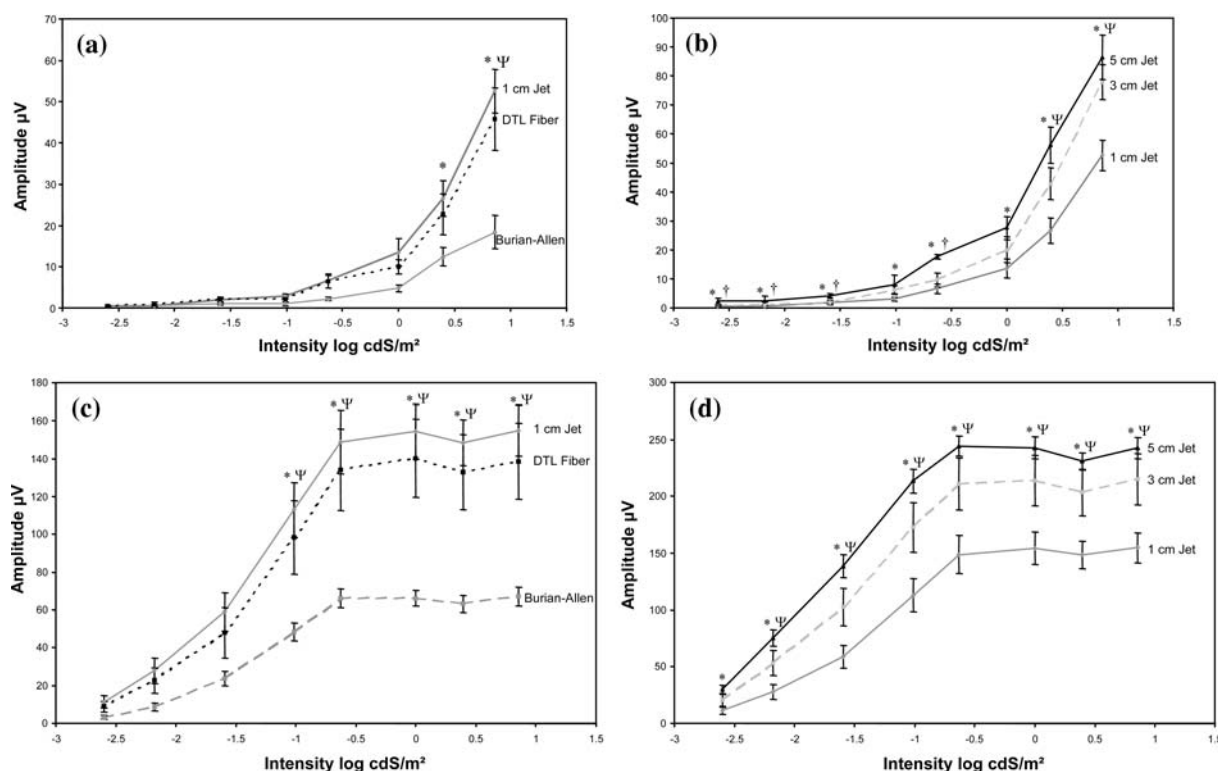 (a)
70
60
50
40
30
20
10
0
Amplitude µV
* Ψ
*
1 cm Jet
DTL Fiber
Burian-Allen
-3 -2.5 -2 -1.5 -1 -0.5 0 0.5 1 1.5
Intensity log cdS/m²
(b)
100
90
80
70
60
50
40
30
20
10
0
Amplitude µV
* † * † * † * * † * * Ψ * Ψ
5 cm Jet
3 cm Jet
1 cm Jet
-3 -2.5 -2 -1.5 -1 -0.5 0 0.5 1 1.5
Intensity log cdS/m²
(c)
180
160
140
120
100
80
60
40
20
0
Amplitude µV
* Ψ * Ψ * Ψ * Ψ * Ψ
1 cm Jet
DTL Fiber
Burian-Allen
-3 -2.5 -2 -1.5 -1 -0.5 0 0.5 1 1.5
Intensity log cdS/m²
(d)
300
250
200
150
100
50
0
Amplitude µV
* * Ψ * Ψ * Ψ * Ψ * Ψ * Ψ * Ψ
5 cm Jet
3 cm Jet
1 cm Jet
-3 -2.5 -2 -1.5 -1 -0.5 0 0.5 1 1.5
Intensity log cdS/m²